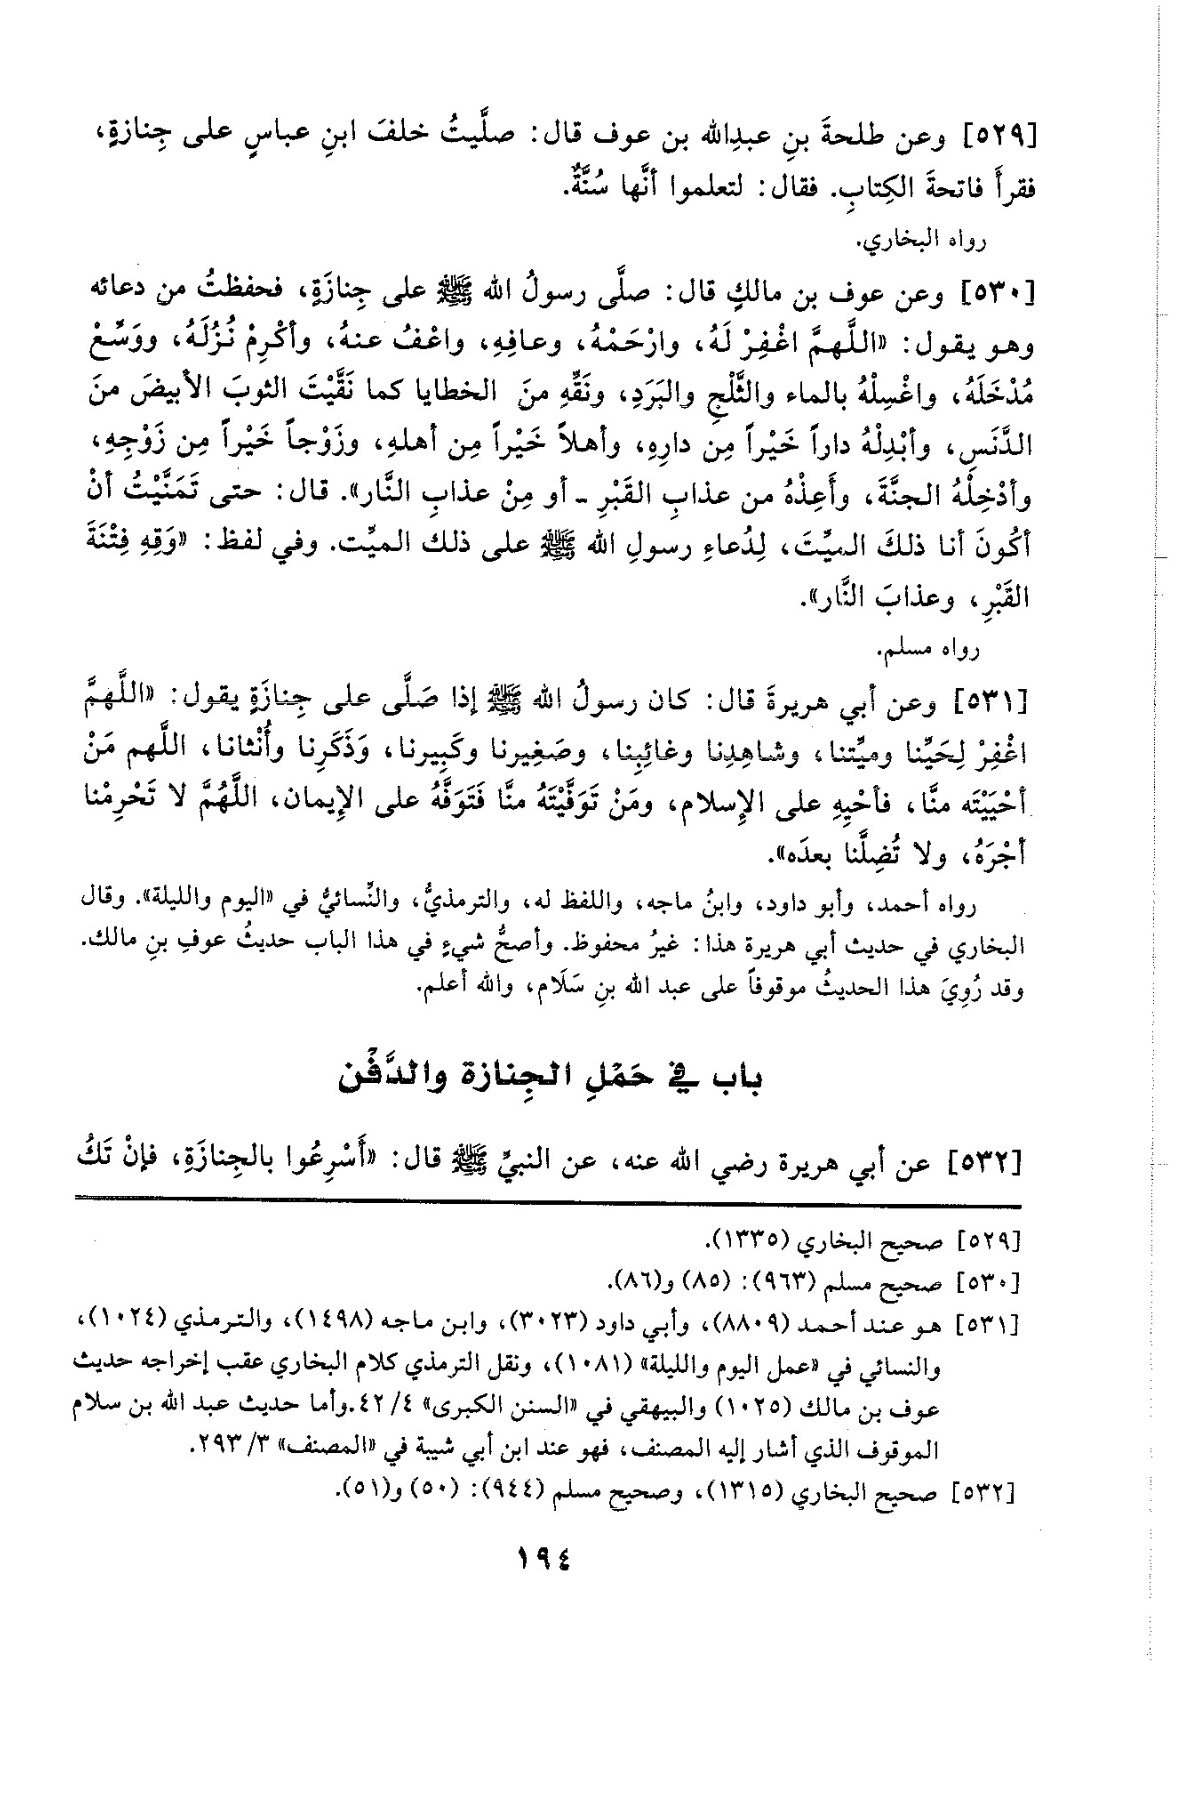 [٥٢٩] وعن طلحةَ بنِ عبدِالله بن عوف قال: صلَّيتُ خلفَ ابنِ عباسٍ على جِنازةٍ،
فقرأَ فاتحةَ الكِتابِ. فقال: لتعلموا أنَّها سُنَّةٌ.
رواه البخاري.
[٥٣٠] وعن عوف بن مالكٍ قال: صلَّى رسولُ الله ﷺ على جِنازَةٍ، فحفظتُ من دعائه
وهو يقول: «اللَّهمَّ اغْفِرْ لَهُ، وارْحَمْهُ، وعافِهِ، واعْفُ عنهُ، وأكْرِمْ نُزُلَهُ، ووَسِّعْ
مُدْخَلَهُ، واغْسِلْهُ بالماء والثَّلْجِ والبَرَدِ، ونَقِّهِ منَ الخطايا كما نَقَّيْتَ الثوبَ الأبيضَ منَ
الدَّنَسِ، وأبْدِلْهُ داراً خَيْراً مِن دارِهِ، وأهلاً خَيْراً مِن أهلهِ، وزَوْجاً خَيْراً مِن زَوْجِهِ،
وأدْخِلْهُ الجنَّةَ، وأَعِذْهُ من عذابِ القَبْرِ ـ أو مِنْ عذابِ النَّار». قال: حتى تَمَنَّيْتُ أنْ
أكُونَ أنا ذلكَ الميِّتَ، لِدُعاءِ رسولِ الله ﷺ على ذلك الميِّت. وفي لفظ: «وَقِهِ فِتْنَةَ
القَبْرِ، وعذابَ النَّار».
رواه مسلم.
[٥٣١] وعن أبي هريرةَ قال: كان رسولُ الله ﷺ إذا صَلَّى على جِنازَةٍ يقول: «اللَّهمَّ
اغْفِرْ لِحَيِّنا وميِّتنا، وشاهِدِنا وغائِبِنا، وصَغِيرنا وكَبِيرنا، وَذَكَرِنا وأُنْثانا، اللَّهم مَنْ
أحْيَيْتَه منَّا، فأحْيِهِ على الإِسلام، ومَنْ تَوَفَّيْتَهُ منَّا فَتَوَفَّهُ على الإِيمان، اللَّهُمَّ لا تَحْرِمْنا
أجْرَهُ، ولا تُضِلَّنا بعدَه».
رواه أحمد، وأبو داود، وابنُ ماجه، واللفظ له، والترمذيُّ، والنِّسائيُّ في «اليوم والليلة». وقال
البخاري في حديث أبي هريرة هذا: غيرُ محفوظ. وأصحُّ شيءٍ في هذا الباب حديثُ عوفِ بنِ مالك.
وقد رُوِيَ هذا الحديثُ موقوفاً على عبد الله بنِ سَلَام، والله أعلم.
باب في حَمْلِ الجِنازة والدَّفْن
[٥٣٢] عن أبي هريرة رضي الله عنه، عن النبيِّ ﷺ قال: «أَسْرِعُوا بالجِنازَةِ، فإنْ تَكُ
[٥٢٩] صحيح البخاري (١٣٣٥).
[٥٣٠] صحيح مسلم (٩٦٣): (٨٥) و(٨٦).
[٥٣١] هو عند أحمد (٨٨٠٩)، وأبي داود (٣٠٢٣)، وابن ماجه (١٤٩٨)، والترمذي (١٠٢٤)،
والنسائي في «عمل اليوم والليلة» (١٠٨١)، ونقل الترمذي كلام البخاري عقب إخراجه حديث
عوف بن مالك (١٠٢٥) والبيهقي في «السنن الكبرى» ٤/ ٤٢.وأما حديث عبد الله بن سلام
الموقوف الذي أشار إليه المصنف، فهو عند ابن أبي شيبة في «المصنف» ٣/ ٢٩٣.
[٥٣٢] صحيح البخاري (١٣١٥)، وصحيح مسلم (٩٤٤): (٥٠) و(٥١).
١٩٤